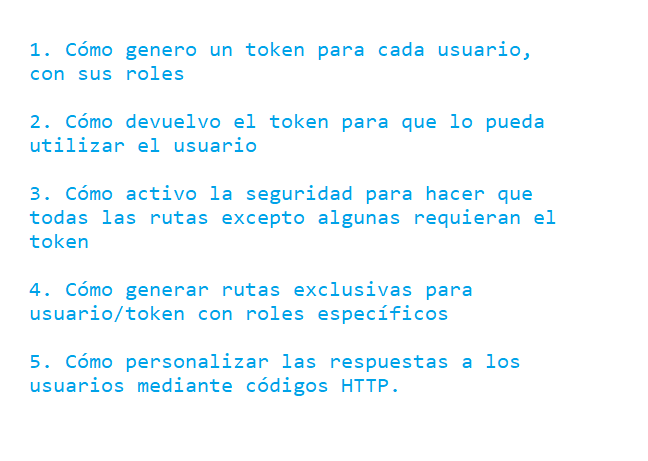 1. Cómo genero un token para cada usuario,
con sus roles
2. Cómo devuelvo el token para que lo pueda
utilizar el usuario
3. Cómo activo la seguridad para hacer que
todas las rutas excepto algunas requieran el
token
4. Cómo generar rutas exclusivas para
usuario/token con roles específicos
5. Cómo personalizar las respuestas a los
usuarios mediante códigos HTTP.